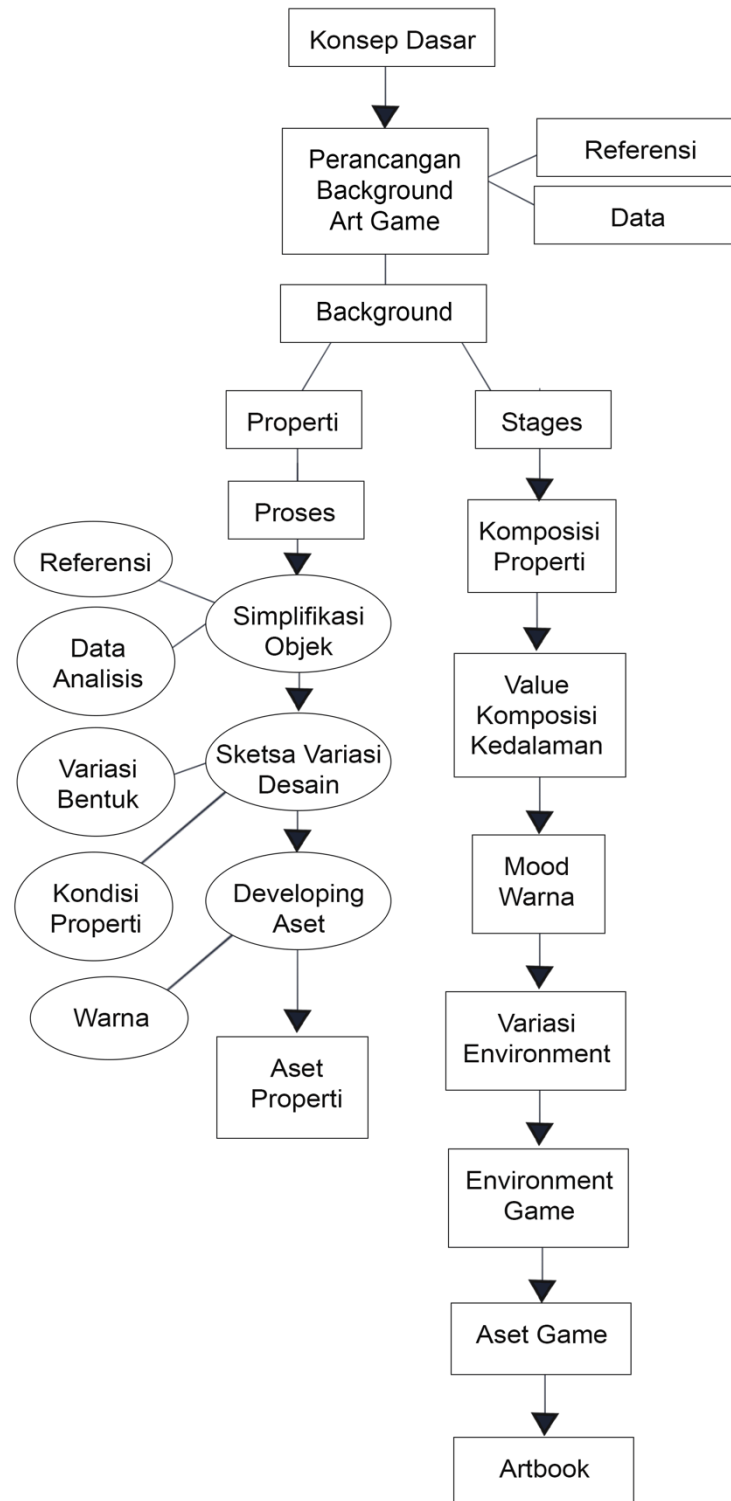 Konsep Dasar
Perancangan
Background
Art Game
Referensi
Data
Background
Properti
Stages
Proses
Komposisi
Properti
Referensi
Simplifikasi
Objek
Data
Analisis
Value
Komposisi
Kedalaman
Sketsa Variasi
Desain
Variasi
Bentuk
Mood
Warna
Developing
Aset
Kondisi
Properti
Warna
Variasi
Environment
Aset
Properti
Environment
Game
Aset Game
Artbook